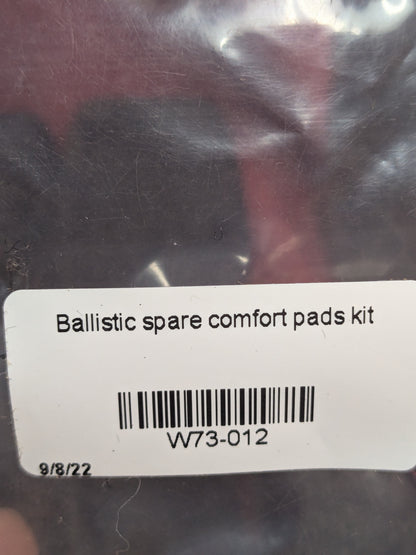 Ballistic spare comfort pads kit
W73-012
9/8/22